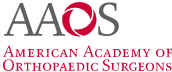 AAOS
AMERICAN ACADEMY OF
ORTHOPAEDIC SURGEONS